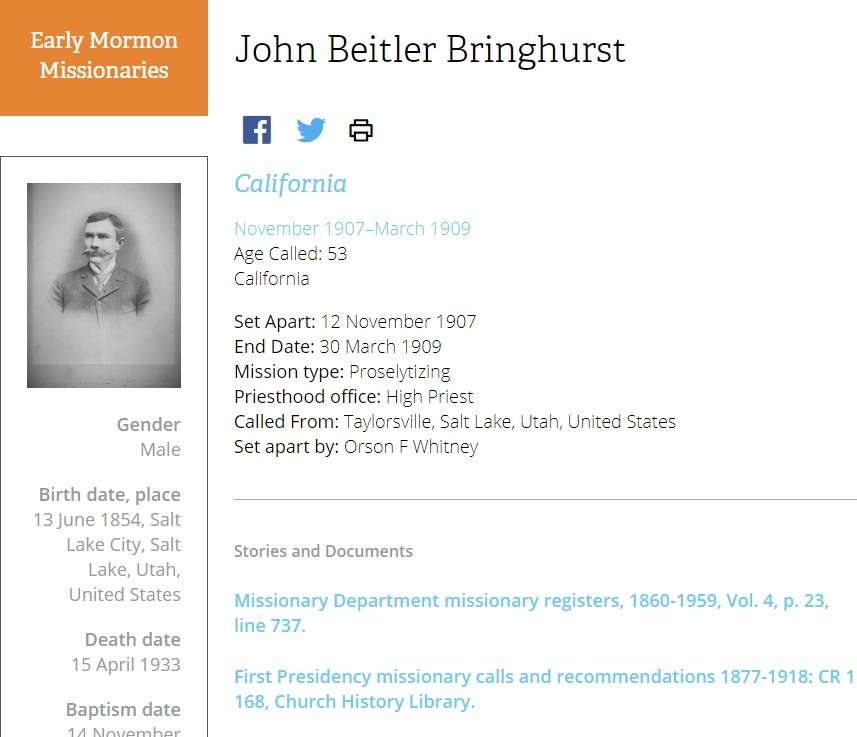 Early Mormon
Missionaries
John Beitler Bringhurst
California
November 1907–March 1909
Age Called: 53
California
Set Apart: 12 November 1907
End Date: 30 March 1909
Mission type: Proselytizing
Priesthood office: High Priest
Called From: Taylorsville, Salt Lake, Utah, United States
Set apart by: Orson F Whitney
Gender
Male
Birth date, place
13 June 1854, Salt
Lake City, Salt
Lake, Utah,
United States
Death date
15 April 1933
Baptism date
14 November
Stories and Documents
Missionary Department missionary registers, 1860-1959, Vol. 4, p. 23,
line 737.
First Presidency missionary calls and recommendations 1877-1918: CR 1
168, Church History Library.